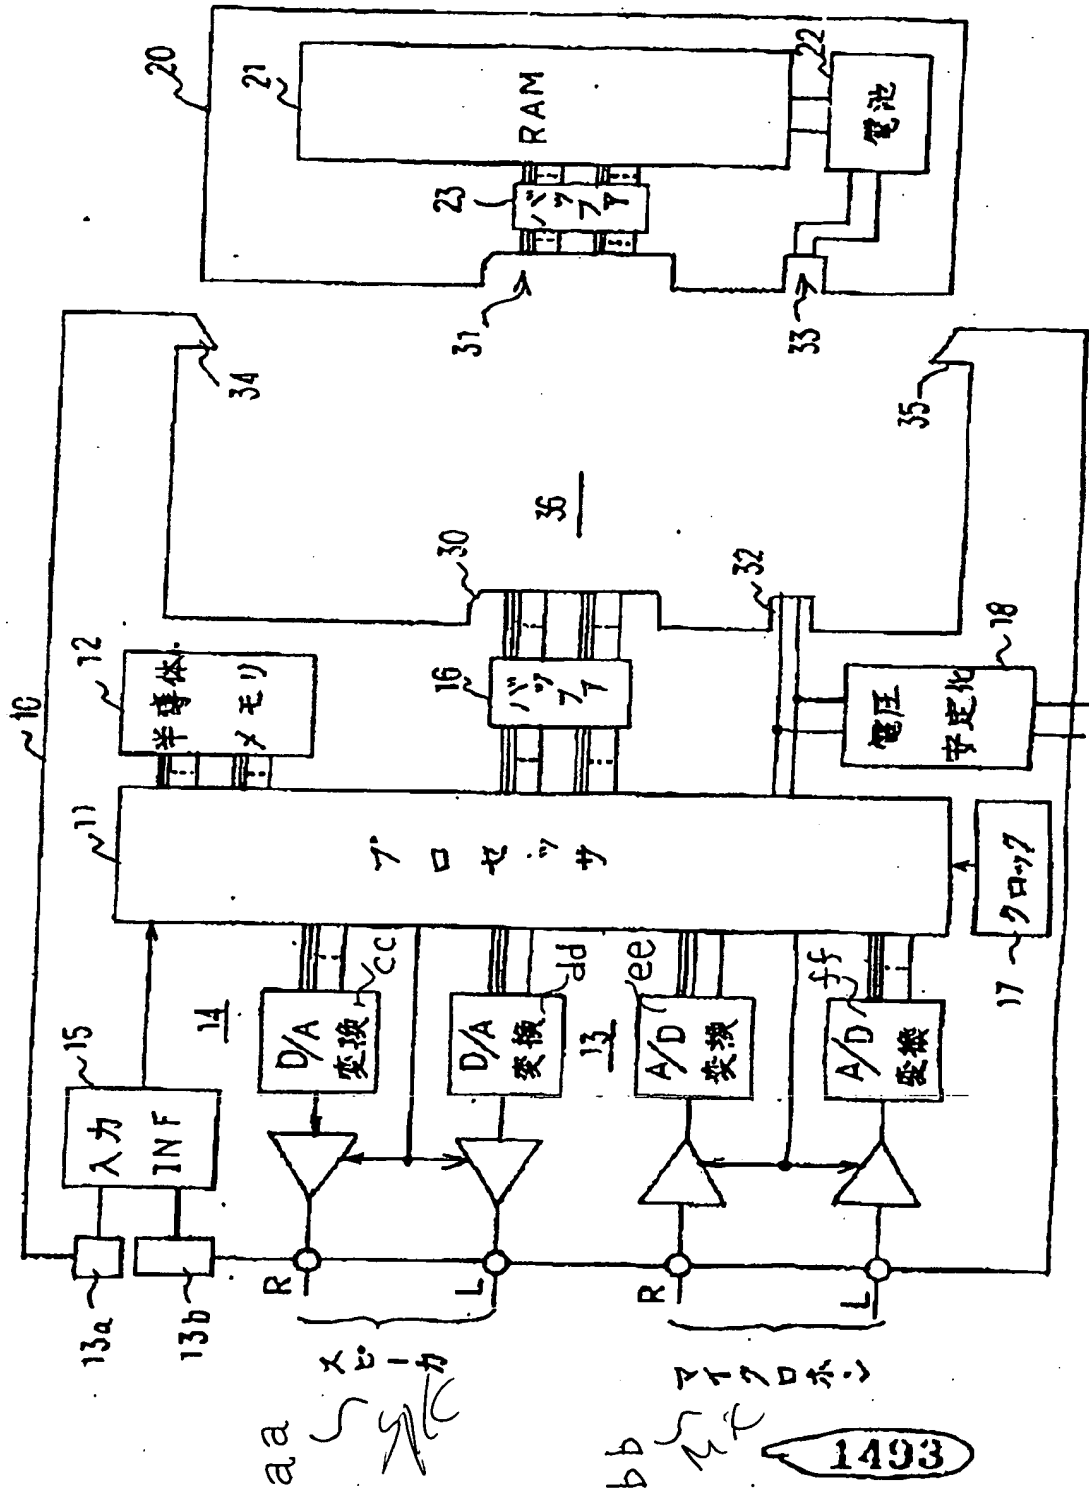 10
13a
13b
入力
INF
15
R
L
スピーカ
aa
R
L
マイクロホン
bb
14
D/A
変換
cc
D/A
変換
dd
13
A/D
変換
ee
A/D
変換
ff
11
プロセッサ
クロック
17
12
半導体
メモリ
16
バッファ
電圧
安定化
18
30
32
36
34
35
20
21
RAM
23
バッファ
22
電池
31
33
1493